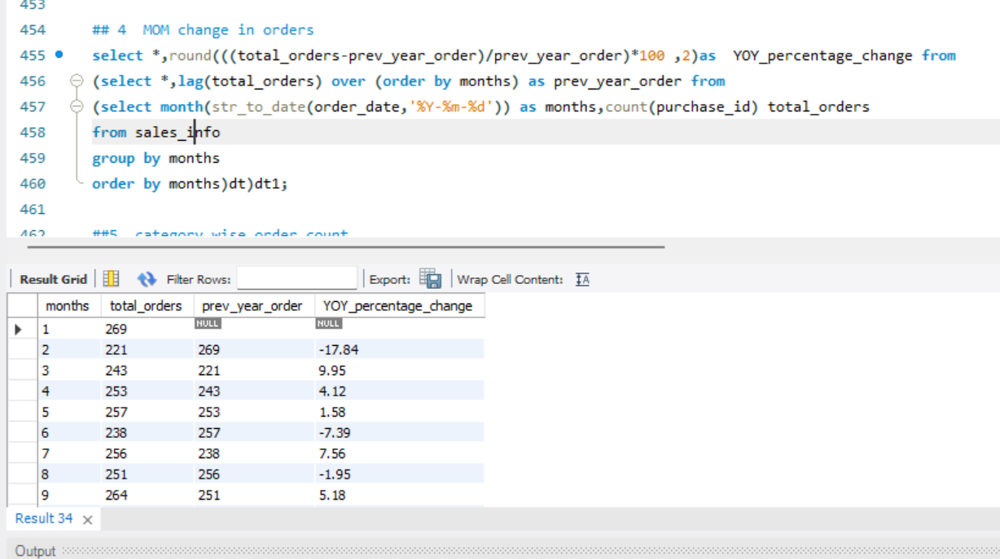 453
454 ## 4 MOM change in orders
455 select *,round(((total_orders-prev_year_order)/prev_year_order)*100 ,2)as YOY_percentage_change from
456 (select *,lag(total_orders) over (order by months) as prev_year_order from
457 (select month(str_to_date(order_date,'%Y-%m-%d')) as months,count(purchase_id) total_orders
458 from sales_info
459 group by months
460 order by months)dt)dt1;
461
462 ##5 category wise order count
Result Grid Filter Rows: Export: Wrap Cell Content: IA
months total_orders prev_year_order YOY_percentage_change
1 269 NULL NULL
2 221 269 -17.84
3 243 221 9.95
4 253 243 4.12
5 257 253 1.58
6 238 257 -7.39
7 256 238 7.56
8 251 256 -1.95
9 264 251 5.18
Result 34 ×
Output